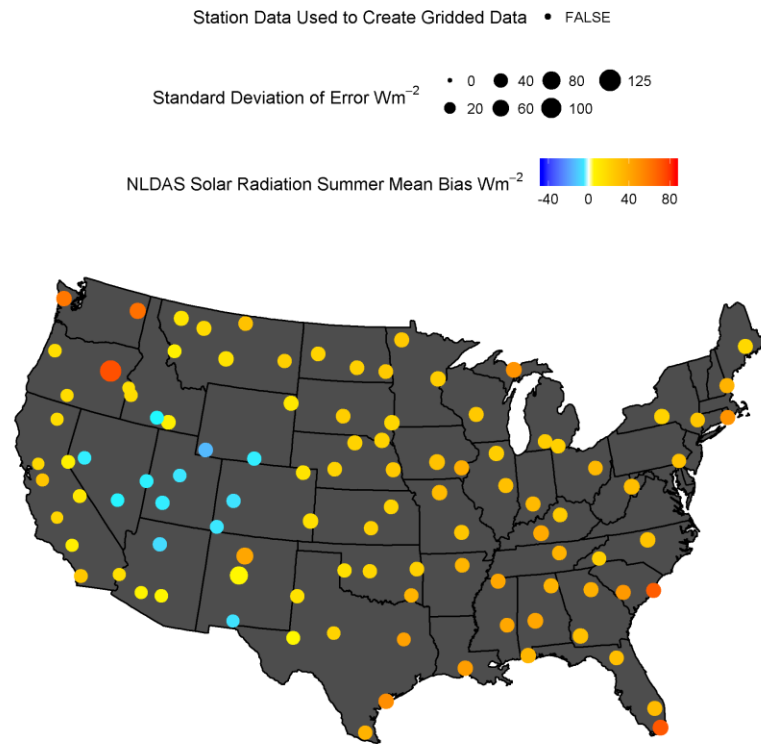 Station Data Used to Create Gridded Data • FALSE
Standard Deviation of Error Wm⁻² 0 40 80 125
20 60 100
NLDAS Solar Radiation Summer Mean Bias Wm⁻²
-40 0 40 80